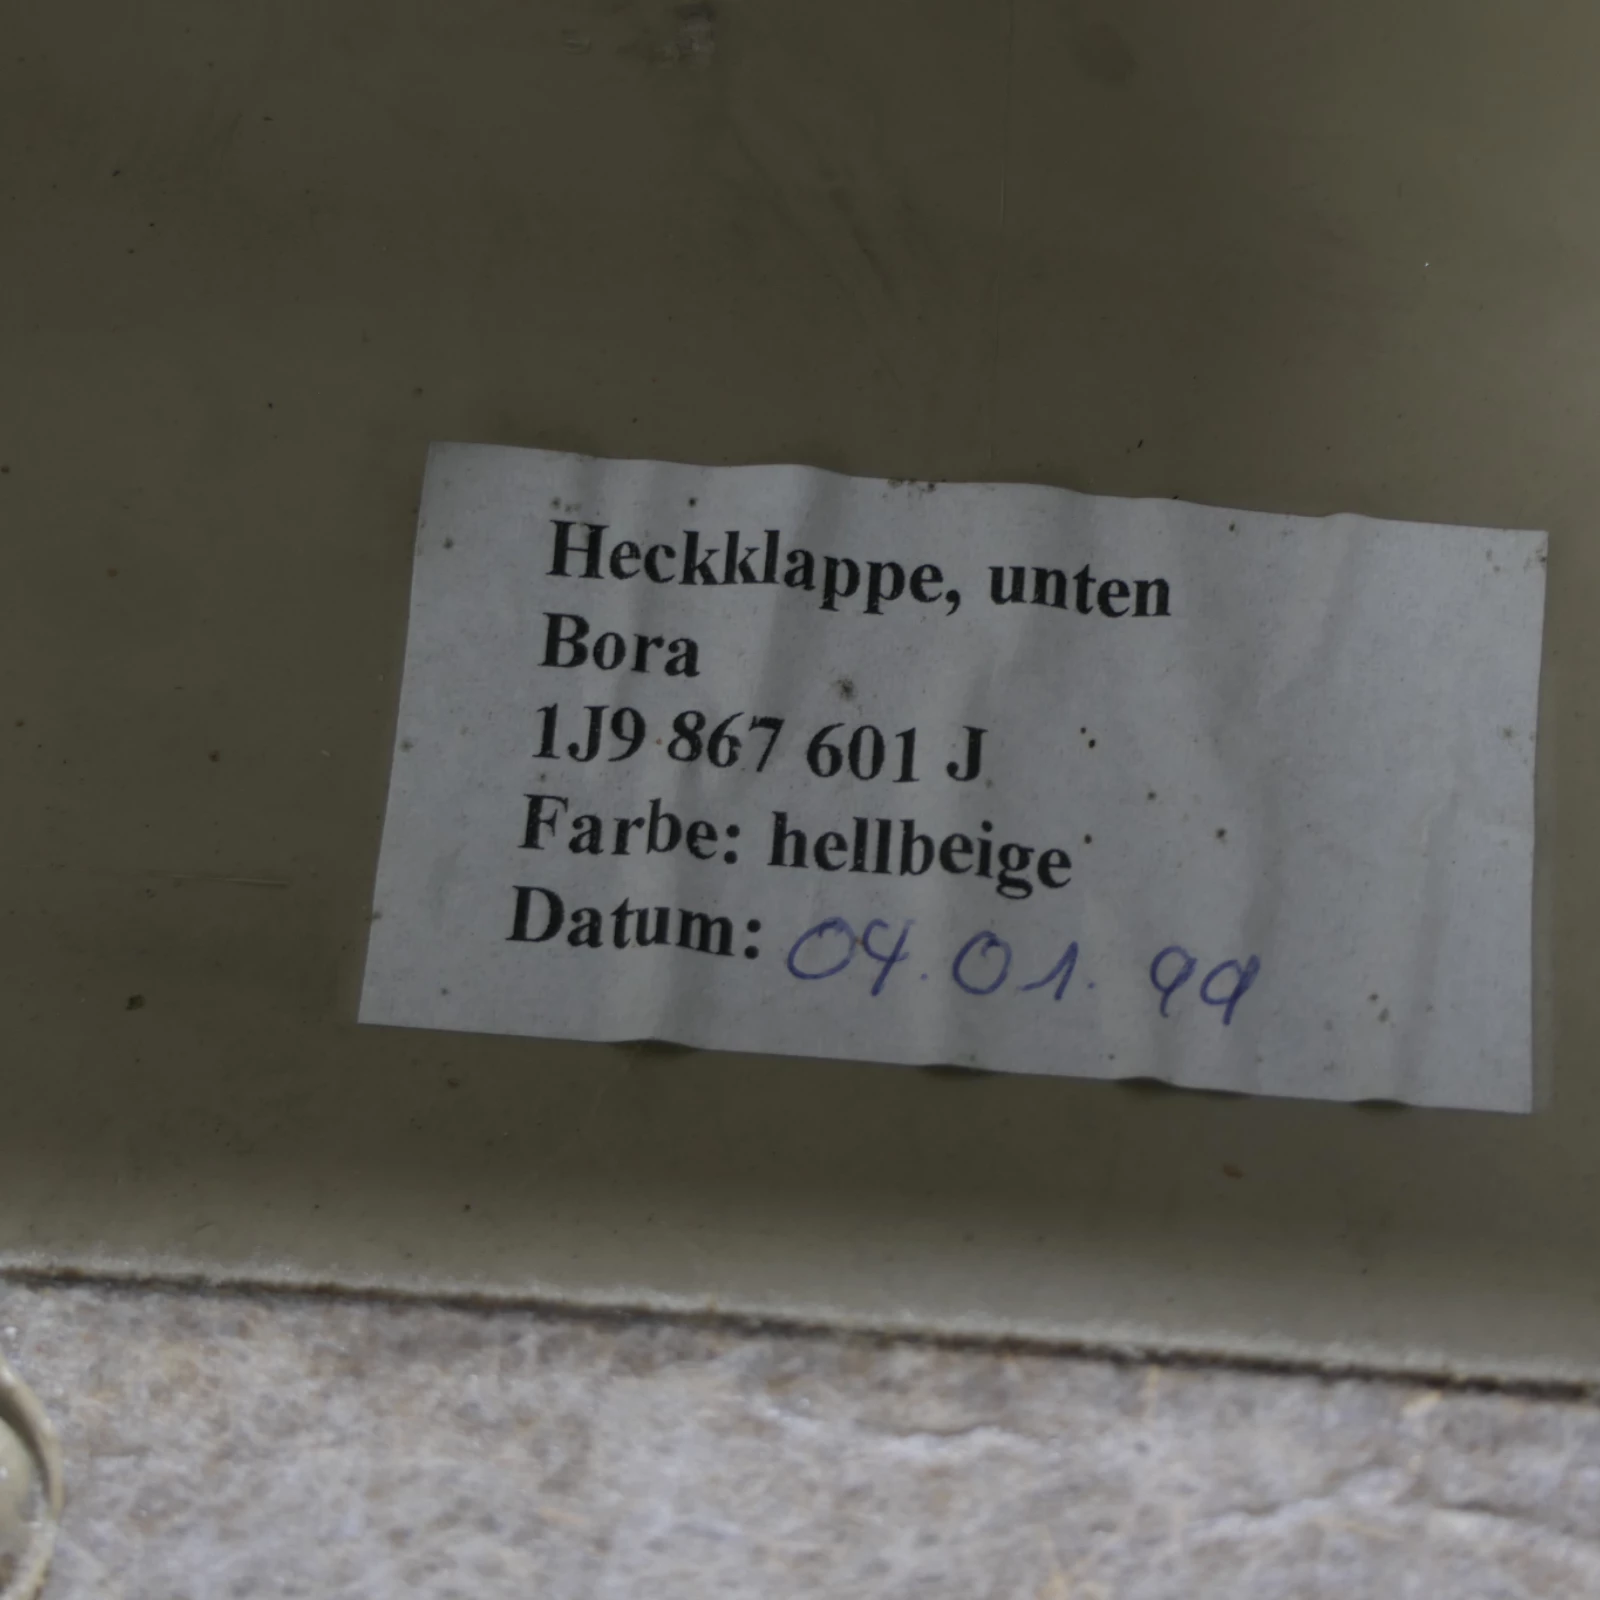 Heckklappe, unten
Bora
1J9 867 601 J
Farbe: hellbeige
Datum: 04.01.99